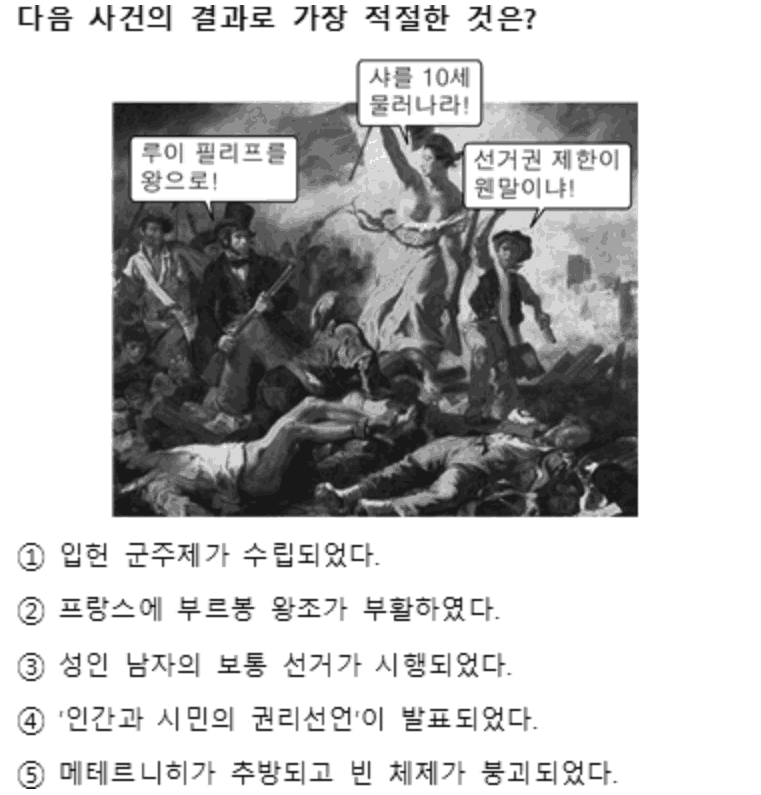 다음 사건의 결과로 가장 적절한 것은?
샤를 10세
물러나라!
루이 필리프를
왕으로!
선거권 제한이
웬말이냐!
① 입헌 군주제가 수립되었다.
② 프랑스에 부르봉 왕조가 부활하였다.
③ 성인 남자의 보통 선거가 시행되었다.
④ '인간과 시민의 권리선언'이 발표되었다.
⑤ 메테르니히가 추방되고 빈 체제가 붕괴되었다.